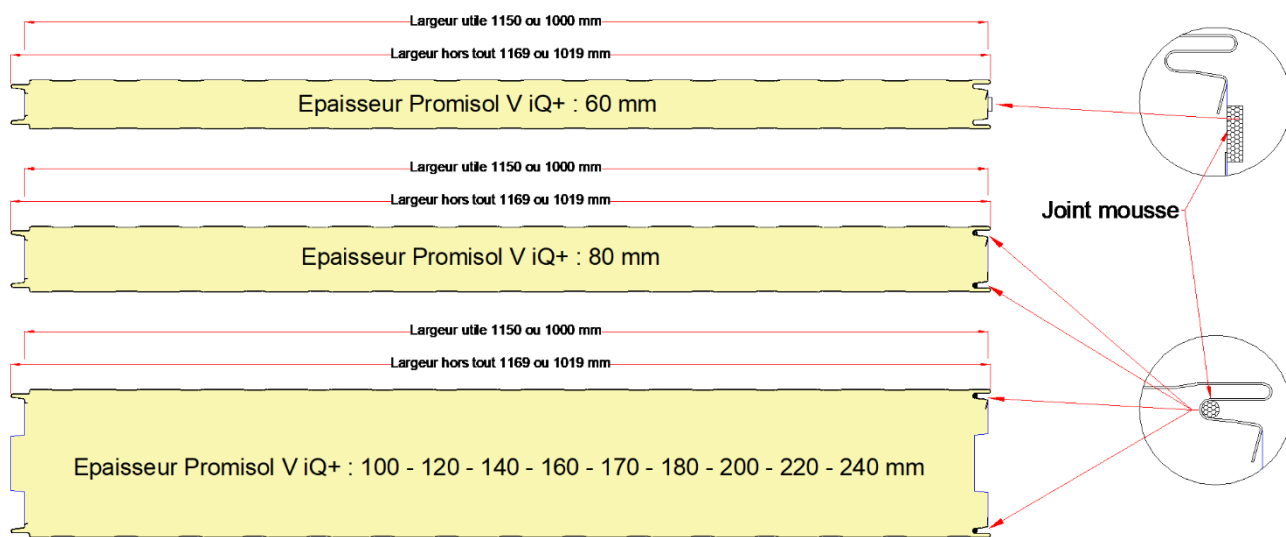 Largeur utile 1150 ou 1000 mm
Largeur hors tout 1169 ou 1019 mm
Epaisseur Promisol V iQ+ : 60 mm
Largeur utile 1150 ou 1000 mm
Largeur hors tout 1169 ou 1019 mm
Joint mousse
Epaisseur Promisol V iQ+ : 80 mm
Largeur utile 1150 ou 1000 mm
Largeur hors tout 1169 ou 1019 mm
Epaisseur Promisol V iQ+ : 100 - 120 - 140 - 160 - 170 - 180 - 200 - 220 - 240 mm